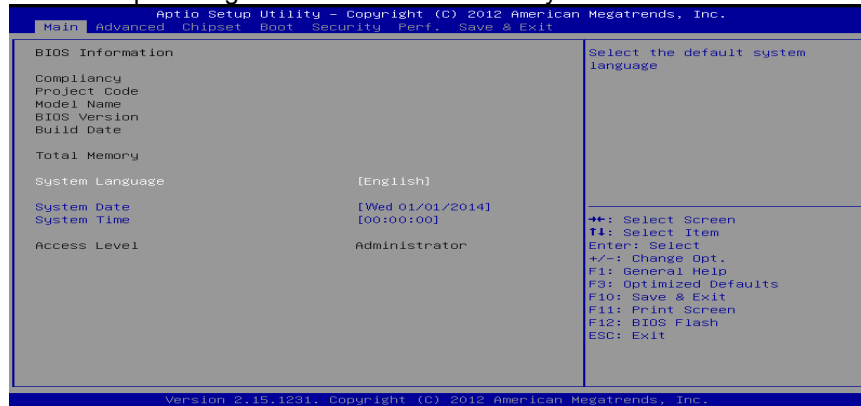 Aptio Setup Utility – Copyright (C) 2012 American Megatrends, Inc.
Main Advanced Chipset Boot Security Perf. Save & Exit
BIOS Information
Compliancy
Project Code
Model Name
BIOS Version
Build Date
Total Memory
System Language [English]
System Date [Wed 01/01/2014]
System Time [00:00:00]
Access Level Administrator
Select the default system
language
→←: Select Screen
↑↓: Select Item
Enter: Select
+/-: Change Opt.
F1: General Help
F3: Optimized Defaults
F10: Save & Exit
F11: Print Screen
F12: BIOS Flash
ESC: Exit
Version 2.15.1231. Copyright (C) 2012 American Megatrends, Inc.